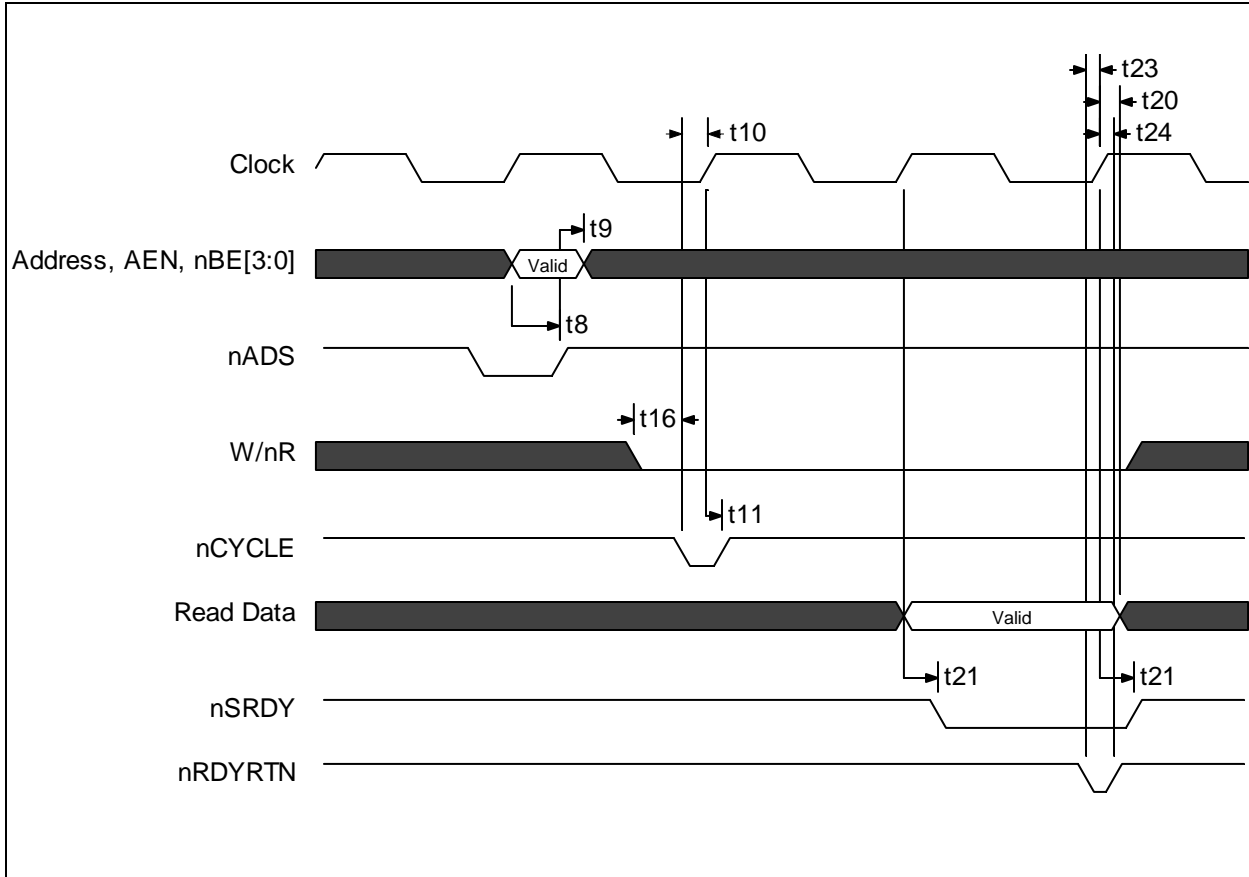 t23
t20
t10
t24
Clock
t9
Address, AEN, nBE[3:0]
Valid
t8
nADS
t16
W/nR
t11
nCYCLE
Read Data
Valid
t21
t21
nSRDY
nRDYRTN